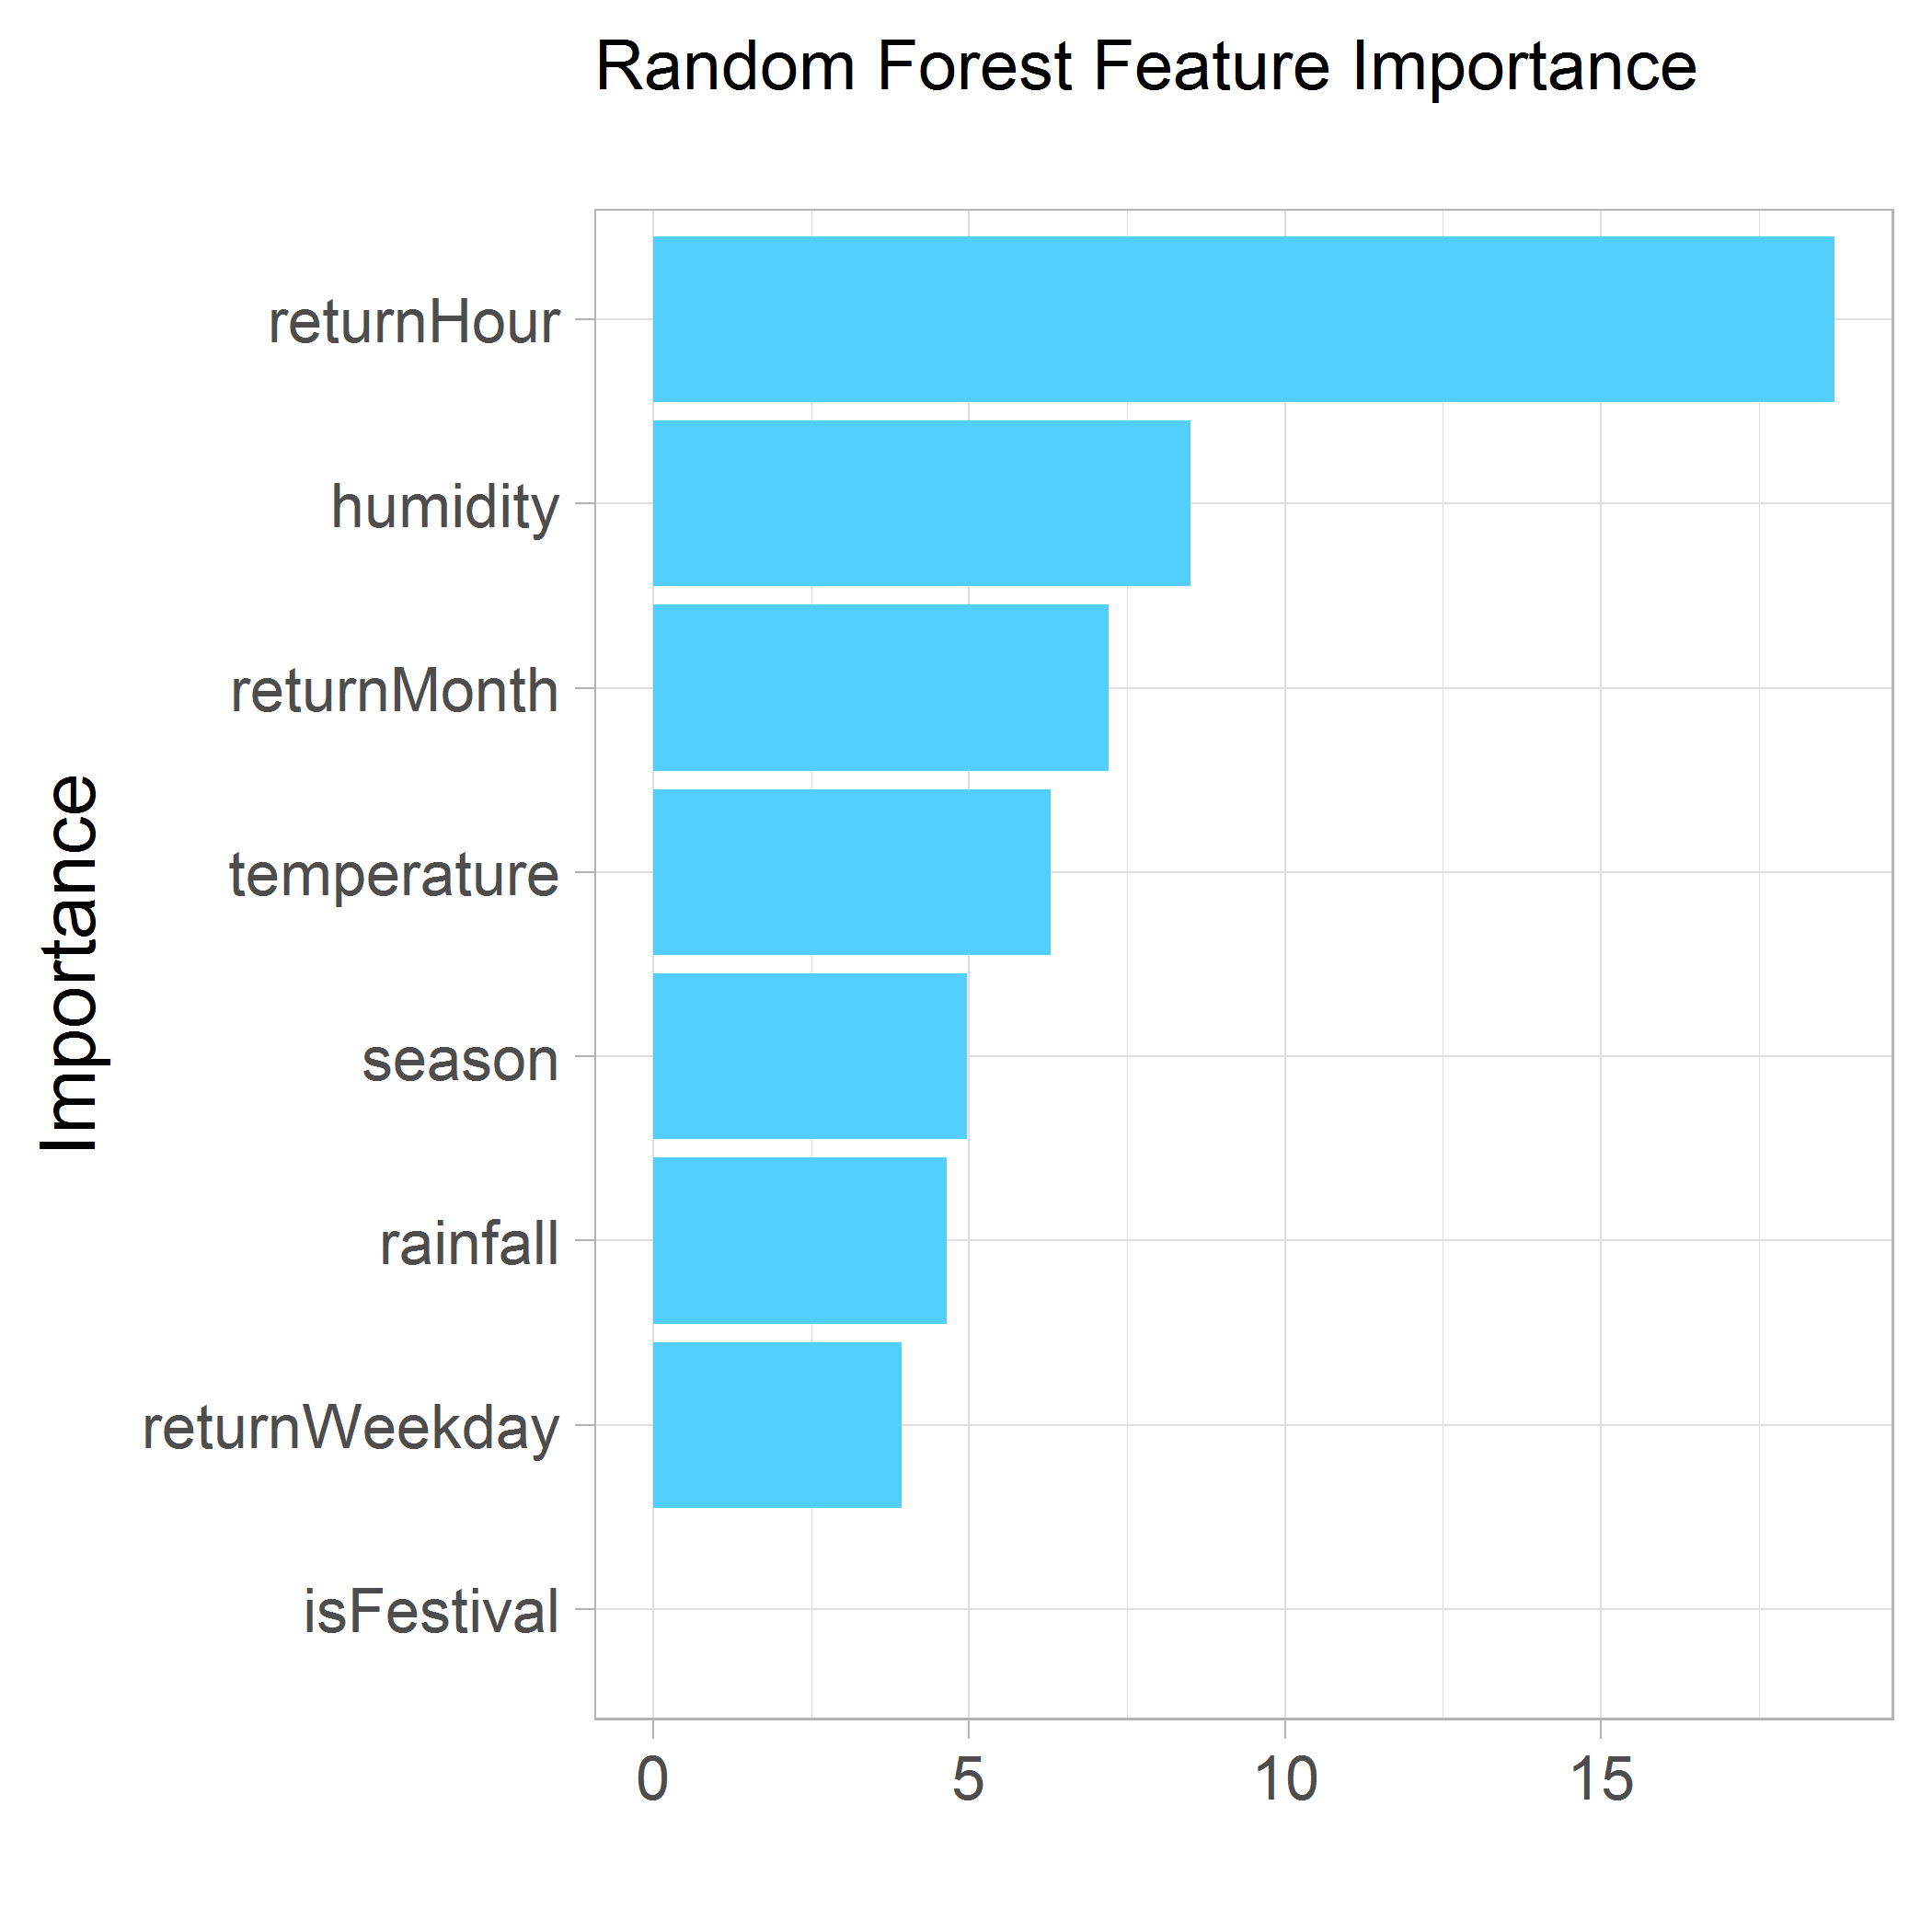 Random Forest Feature Importance
Importance
returnHour
humidity
returnMonth
temperature
season
rainfall
returnWeekday
isFestival
0 5 10 15